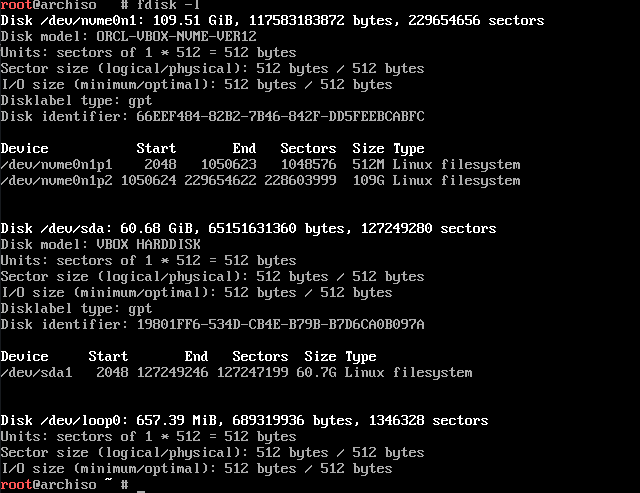 root@archiso ~ # fdisk -l
Disk /dev/nvme0n1: 109.51 GiB, 117583183872 bytes, 229654656 sectors
Disk model: ORCL-VBOX-NVME-VER12
Units: sectors of 1 * 512 = 512 bytes
Sector size (logical/physical): 512 bytes / 512 bytes
I/O size (minimum/optimal): 512 bytes / 512 bytes
Disklabel type: gpt
Disk identifier: 66EEF484-82B2-7B46-842F-DD5FEEBCABFC
Device Start End Sectors Size Type
/dev/nvme0n1p1 2048 1050623 1048576 512M Linux filesystem
/dev/nvme0n1p2 1050624 229654622 228603999 109G Linux filesystem
Disk /dev/sda: 60.68 GiB, 65151631360 bytes, 127249280 sectors
Disk model: VBOX HARDDISK
Units: sectors of 1 * 512 = 512 bytes
Sector size (logical/physical): 512 bytes / 512 bytes
I/O size (minimum/optimal): 512 bytes / 512 bytes
Disklabel type: gpt
Disk identifier: 19801FF6-534D-CB4E-B79B-B7D6CA0B097A
Device Start End Sectors Size Type
/dev/sda1 2048 127249246 127247199 60.7G Linux filesystem
Disk /dev/loop0: 657.39 MiB, 689319936 bytes, 1346328 sectors
Units: sectors of 1 * 512 = 512 bytes
Sector size (logical/physical): 512 bytes / 512 bytes
I/O size (minimum/optimal): 512 bytes / 512 bytes
root@archiso ~ #